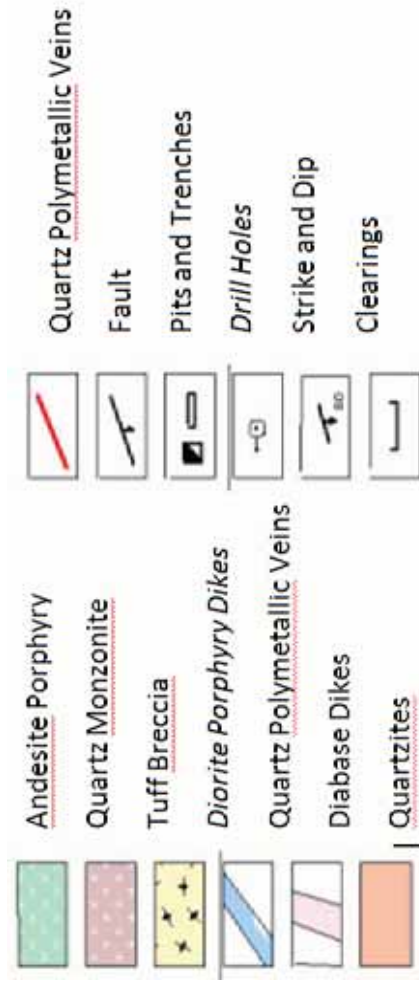 Andesite Porphyry
Quartz Monzonite
Tuff Breccia
Diorite Porphyry Dikes
Quartz Polymetallic Veins
Diabase Dikes
Quartzites
Quartz Polymetallic Veins
Fault
Pits and Trenches
Drill Holes
80
Strike and Dip
Clearings